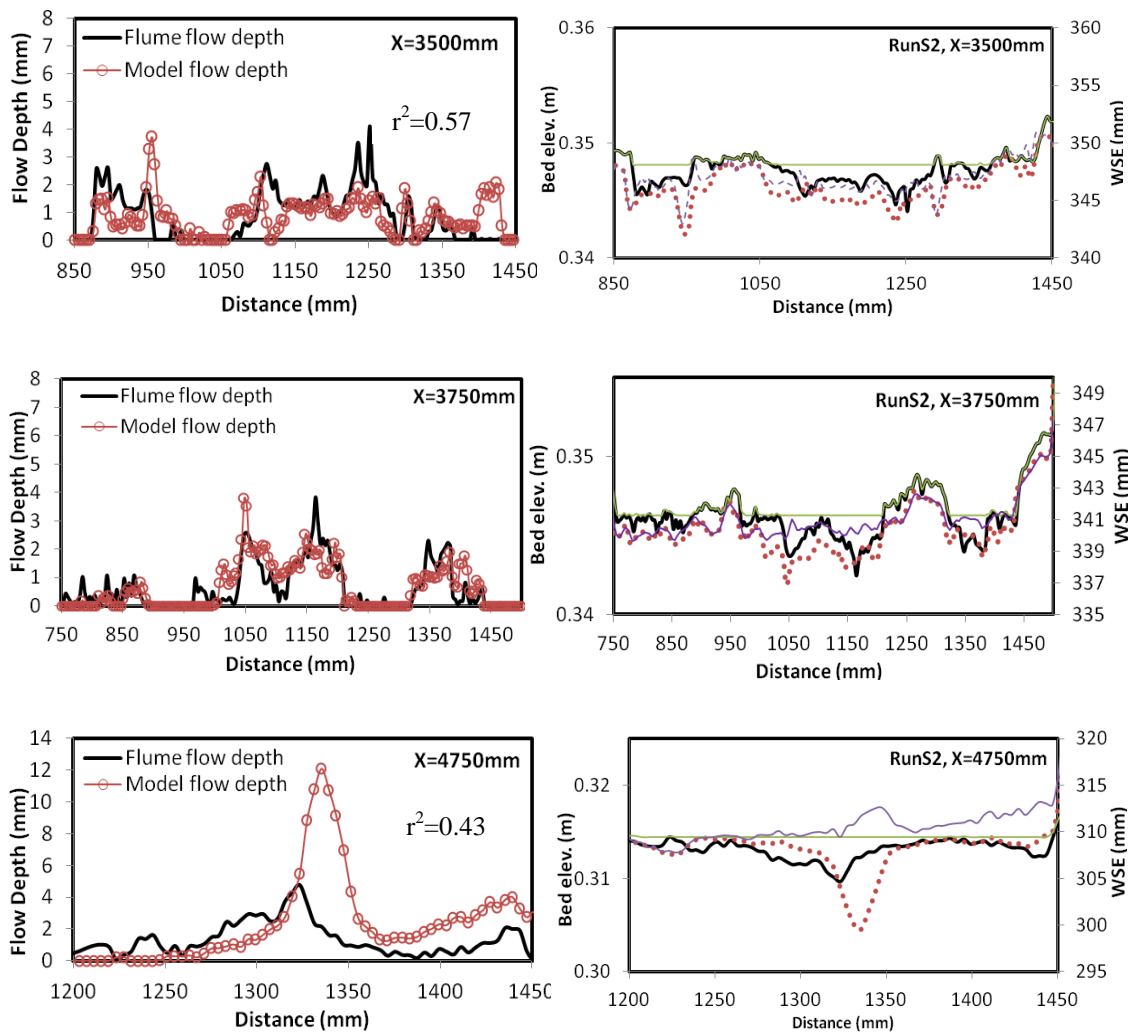 Flow Depth (mm)
8
7
6
5
4
3
2
1
0
Flume flow depth
Model flow depth
X=3500mm
r²=0.57
850 950 1050 1150 1250 1350 1450
Distance (mm)
Bed elev. (m)
0.36
0.35
0.34
RunS2, X=3500mm
360
355
350
345
340
WSE (mm)
850 1050 1250 1450
Distance (mm)
Flow Depth (mm)
8
7
6
5
4
3
2
1
0
Flume flow depth
Model flow depth
X=3750mm
750 850 950 1050 1150 1250 1350 1450
Distance (mm)
Bed elev. (m)
0.35
0.34
RunS2, X=3750mm
349
347
345
343
341
339
337
335
WSE (mm)
750 850 950 1050 1150 1250 1350 1450
Distance (mm)
Flow Depth (mm)
14
12
10
8
6
4
2
0
Flume flow depth
Model flow depth
X=4750mm
r²=0.43
1200 1250 1300 1350 1400 1450
Distance (mm)
Bed elev. (m)
0.32
0.31
0.30
RunS2, X=4750mm
320
315
310
305
300
295
WSE (mm)
1200 1250 1300 1350 1400 1450
Distance (mm)